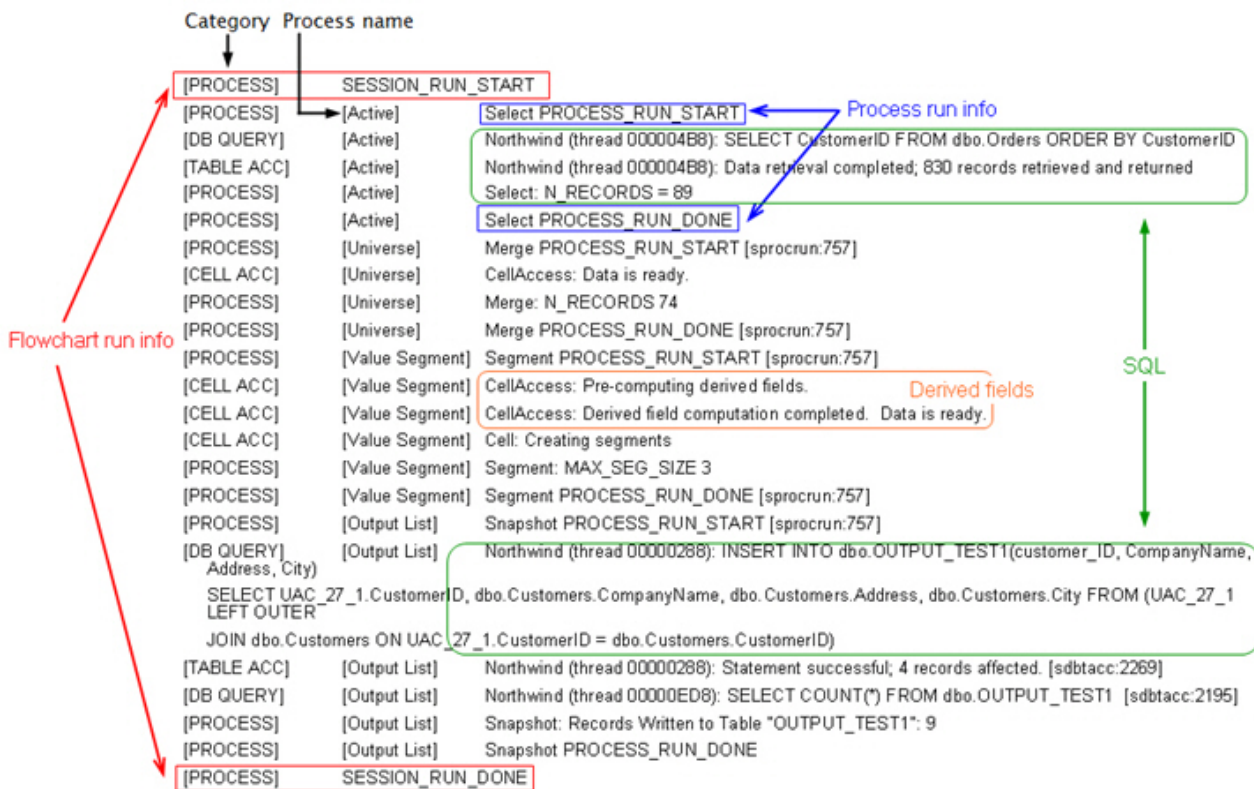 Category Process name
[PROCESS] SESSION_RUN_START
[PROCESS] [Active] Select PROCESS_RUN_START Process run info
[DB QUERY] [Active] Northwind (thread 000004B8): SELECT CustomerID FROM dbo.Orders ORDER BY CustomerID
[TABLE ACC] [Active] Northwind (thread 000004B8): Data retrieval completed; 830 records retrieved and returned
[PROCESS] [Active] Select: N_RECORDS = 89
[PROCESS] [Active] Select PROCESS_RUN_DONE
[PROCESS] [Universe] Merge PROCESS_RUN_START [sprocrun:757]
[CELL ACC] [Universe] CellAccess: Data is ready.
[PROCESS] [Universe] Merge: N_RECORDS 74
[PROCESS] [Universe] Merge PROCESS_RUN_DONE [sprocrun:757]
Flowchart run info
[PROCESS] [Value Segment] Segment PROCESS_RUN_START [sprocrun:757]
SQL
[CELL ACC] [Value Segment] CellAccess: Pre-computing derived fields. Derived fields
[CELL ACC] [Value Segment] CellAccess: Derived field computation completed. Data is ready.
[CELL ACC] [Value Segment] Cell: Creating segments
[PROCESS] [Value Segment] Segment: MAX_SEG_SIZE 3
[PROCESS] [Value Segment] Segment PROCESS_RUN_DONE [sprocrun:757]
[PROCESS] [Output List] Snapshot PROCESS_RUN_START [sprocrun:757]
[DB QUERY] [Output List] Northwind (thread 00000288): INSERT INTO dbo.OUTPUT_TEST1(customer_ID, CompanyName,
Address, City)
SELECT UAC_27_1.CustomerID, dbo.Customers.CompanyName, dbo.Customers.Address, dbo.Customers.City FROM (UAC_27_1
LEFT OUTER
JOIN dbo.Customers ON UAC_27_1.CustomerID = dbo.Customers.CustomerID)
[TABLE ACC] [Output List] Northwind (thread 00000288): Statement successful; 4 records affected. [sdbtacc:2269]
[DB QUERY] [Output List] Northwind (thread 00000ED8): SELECT COUNT(*) FROM dbo.OUTPUT_TEST1 [sdbtacc:2195]
[PROCESS] [Output List] Snapshot: Records Written to Table "OUTPUT_TEST1": 9
[PROCESS] [Output List] Snapshot PROCESS_RUN_DONE
[PROCESS] SESSION_RUN_DONE